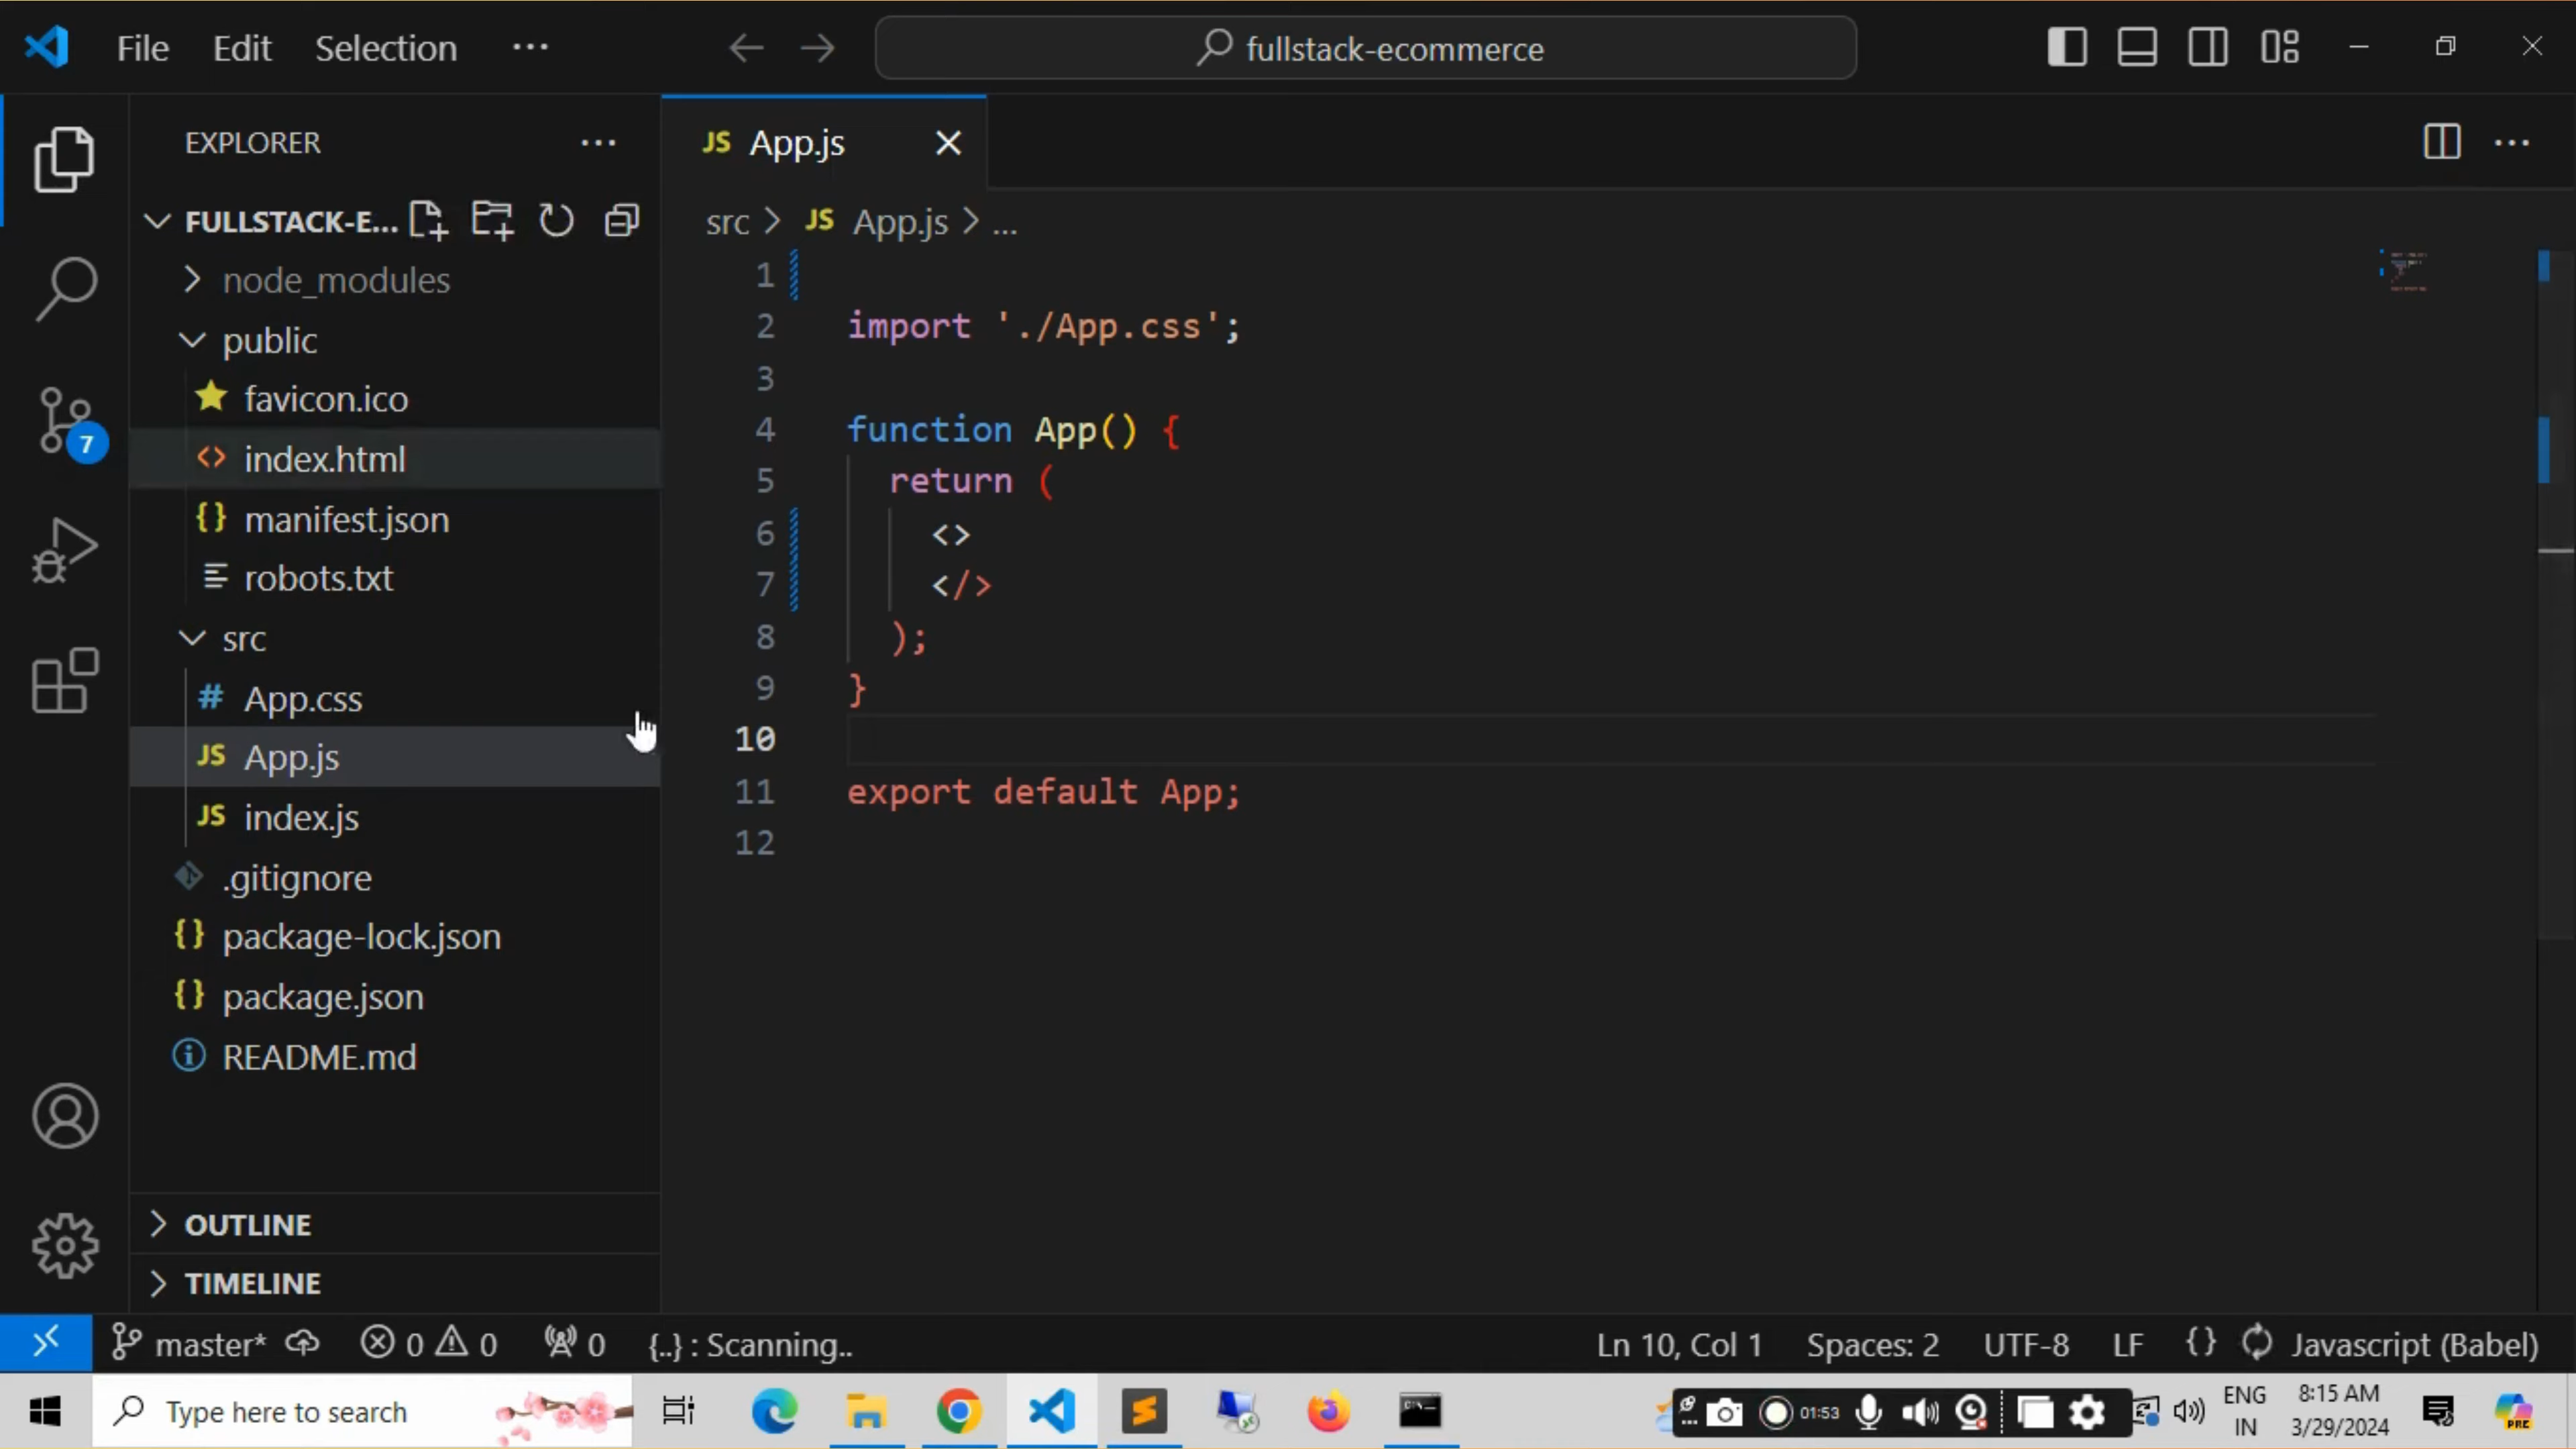 File Edit Selection ··· fullstack-ecommerce
EXPLORER ···
FULLSTACK-E...
node_modules
public
favicon.ico
<> index.html
{} manifest.json
robots.txt
src
# App.css
JS App.js
JS index.js
.gitignore
{} package-lock.json
{} package.json
README.md
OUTLINE
TIMELINE
JS App.js ···
src > JS App.js > ...
1
2 import './App.css';
3
4 function App() {
5 return (
6 <>
7 </>
8 );
9 }
10
11 export default App;
12
7
master* 0 0 0 {..} : Scanning.. Ln 10, Col 1 Spaces: 2 UTF-8 LF {} Javascript (Babel)
Type here to search 01:53 ENG IN 8:15 AM 3/29/2024 PRE